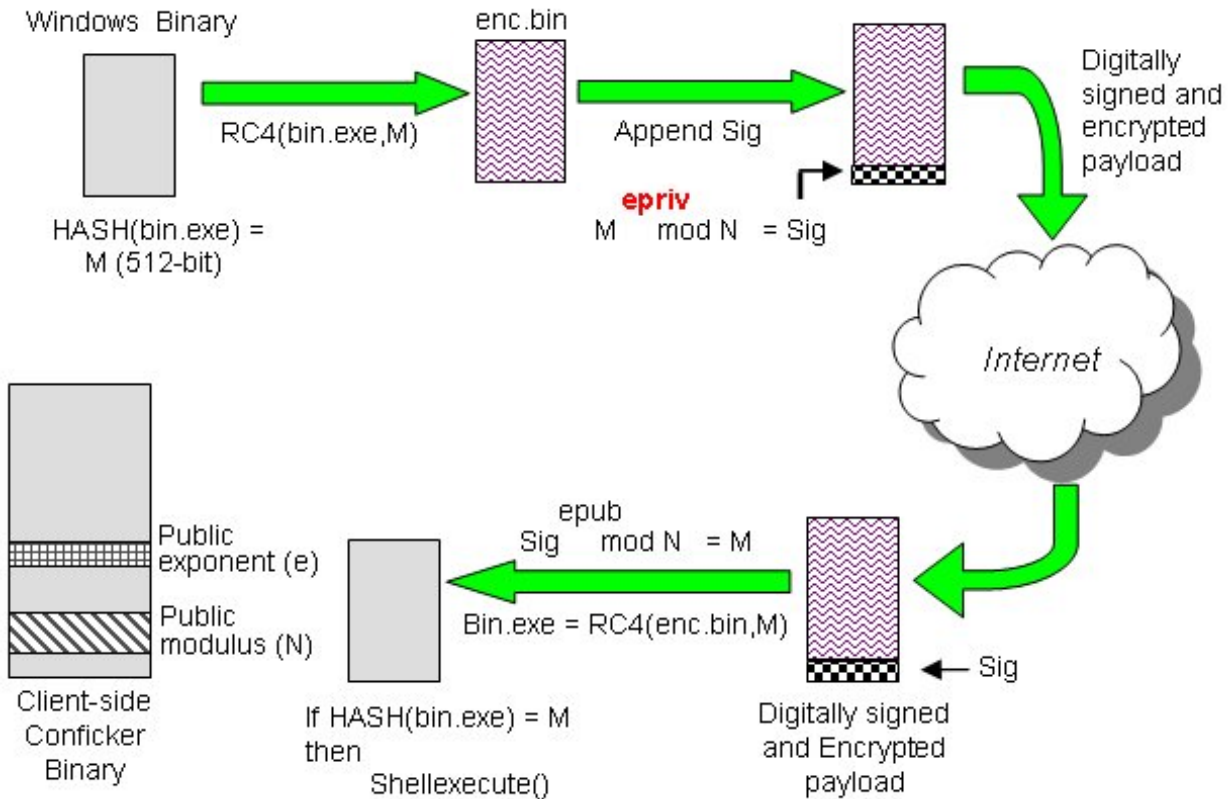 Windows Binary
enc.bin
Digitally
signed and
encrypted
payload
RC4(bin.exe,M)
Append Sig
HASH(bin.exe) =
M (512-bit)
epriv
M mod N = Sig
Internet
Public
exponent (e)
Public
modulus (N)
Client-side
Conficker
Binary
epub
Sig mod N = M
Bin.exe = RC4(enc.bin,M)
If HASH(bin.exe) = M
then
Shellexecute()
Sig
Digitally signed
and Encrypted
payload